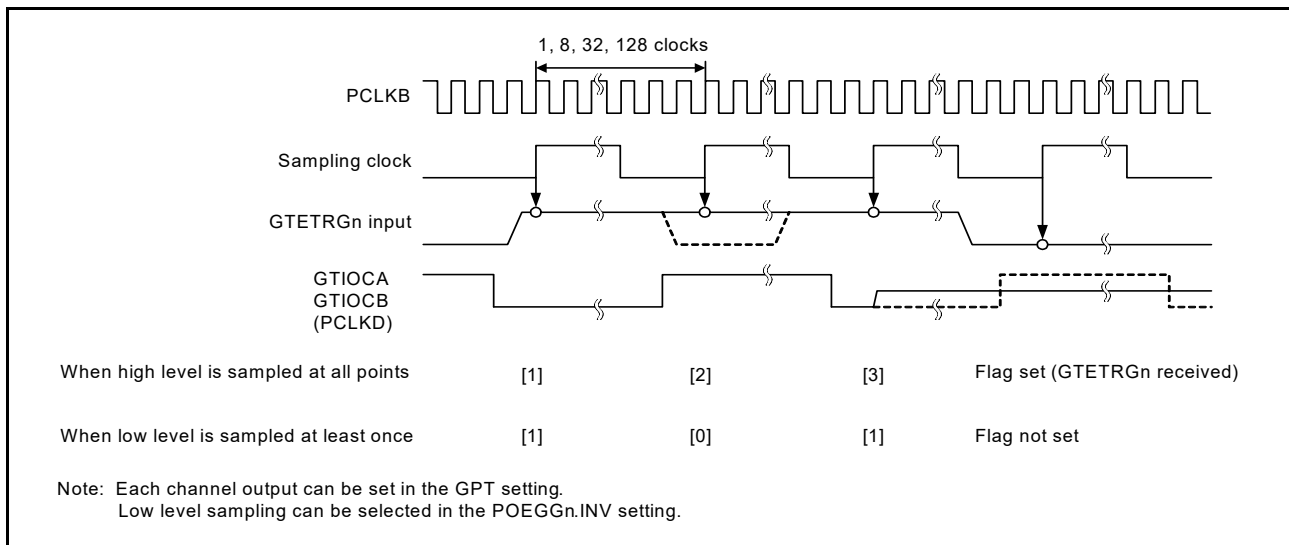 1, 8, 32, 128 clocks
PCLKB
Sampling clock
GTETRGn input
GTIOCA
GTIOCB
(PCLKD)
When high level is sampled at all points [1] [2] [3] Flag set (GTETRGn received)
When low level is sampled at least once [1] [0] [1] Flag not set
Note: Each channel output can be set in the GPT setting.
Low level sampling can be selected in the POEGGn.INV setting.